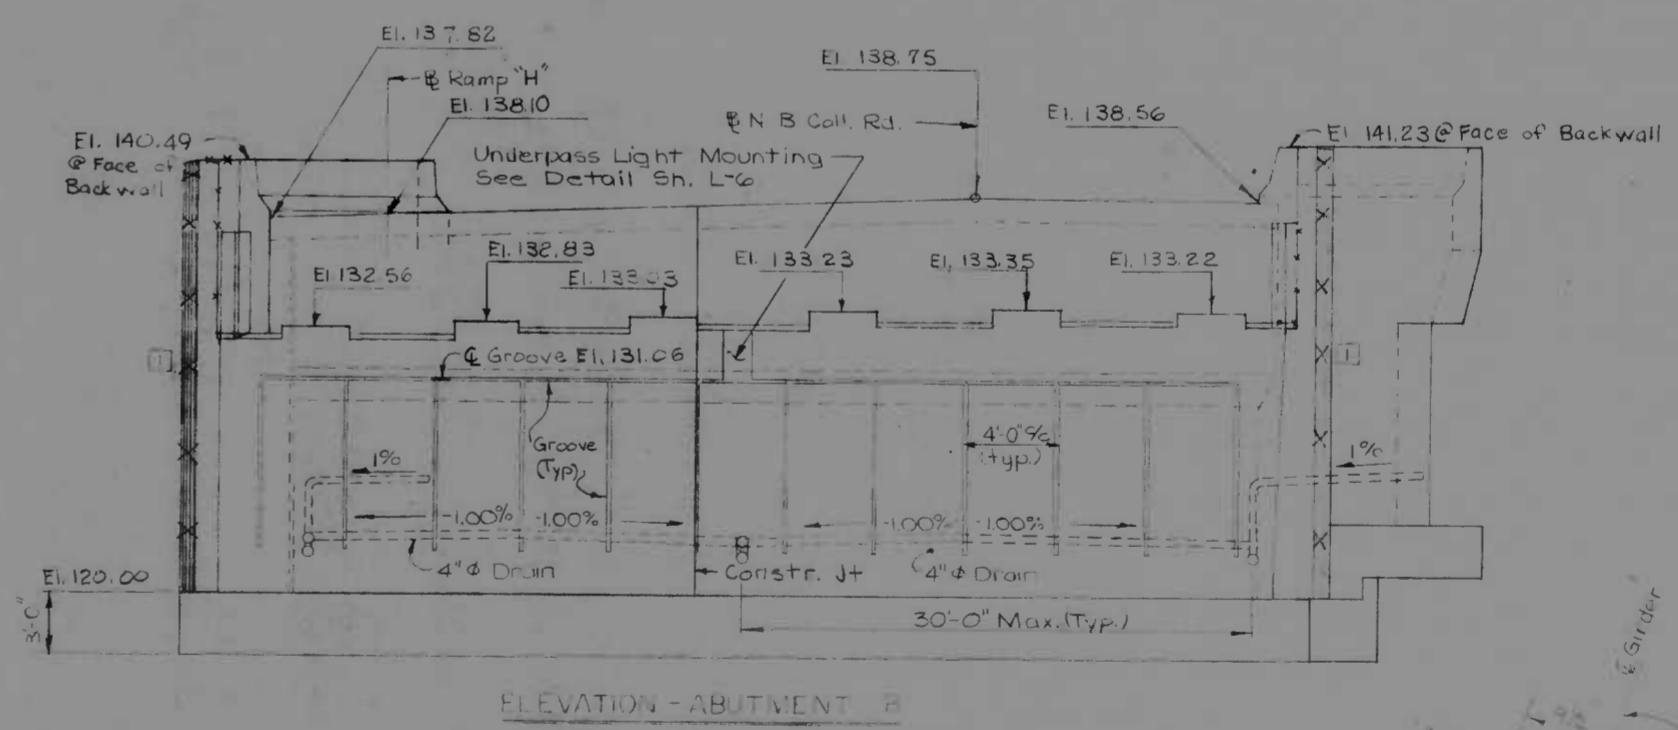 El. 137.82
℄ Ramp "H"
El. 138.10
El. 138.75
℄ N B Coll. Rd.
El. 138.56
El. 140.49
@ Face of
Backwall
Underpass Light Mounting
See Detail Sh. L-6
El 141.23 @ Face of Backwall
El 132.56
El. 132.83
El. 133.23
El. 133.35
El. 133.22
1
℄ Groove El. 131.06
1
Groove
(Typ)
4'-0" c/c
(typ.)
1%
1%
-1.00%
-1.00%
-1.00%
-1.00%
4" ϕ Drain
Constr. Jt
4" ϕ Drain
El. 120.00
3'-0"
30'-0" Max. (Typ.)
℄ Girder
ELEVATION - ABUTMENT B